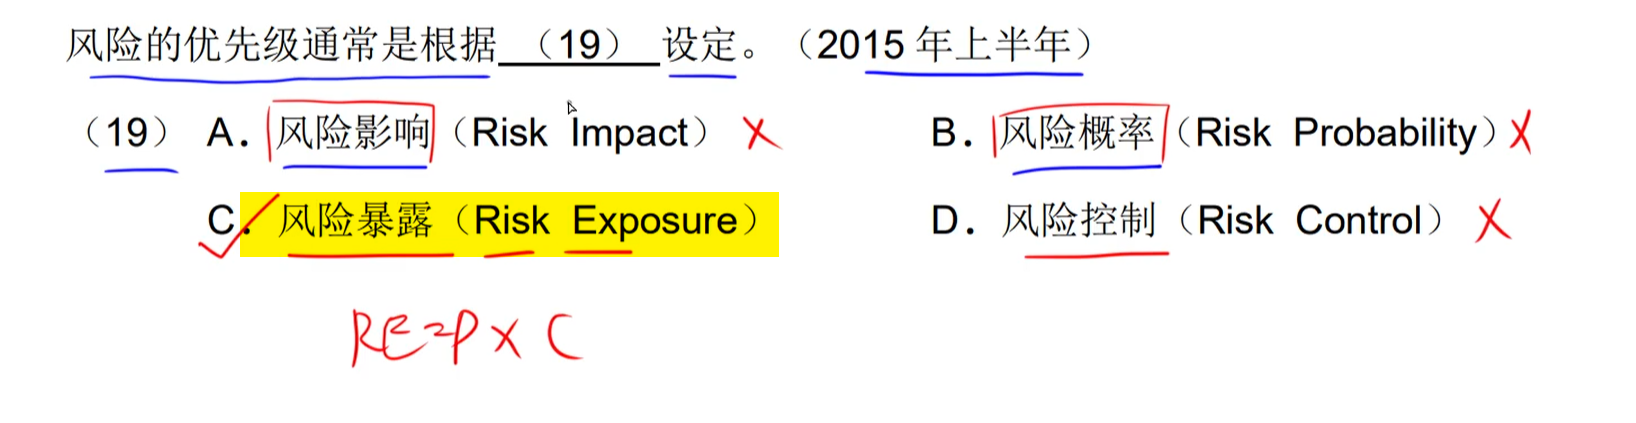 风险的优先级通常是根据 （19） 设定。（2015 年上半年）
（19） A. 风险影响（Risk Impact） X B. 风险概率（Risk Probability） X
C. 风险暴露（Risk Exposure） D. 风险控制（Risk Control） X
RE=P×C